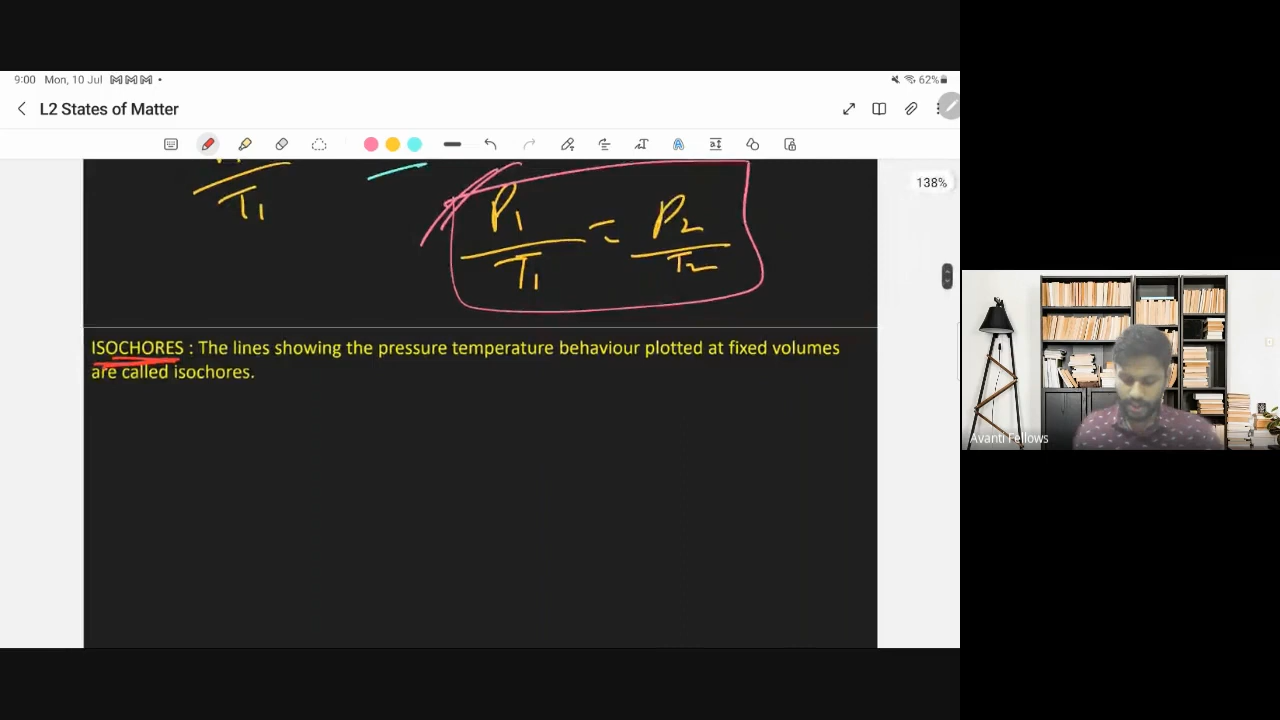 9:00 Mon, 10 Jul
62%
L2 States of Matter
138%
T1
P1 / T1 = P2 / T2
ISOCHORES : The lines showing the pressure temperature behaviour plotted at fixed volumes
are called isochores.
Avanti Fellows